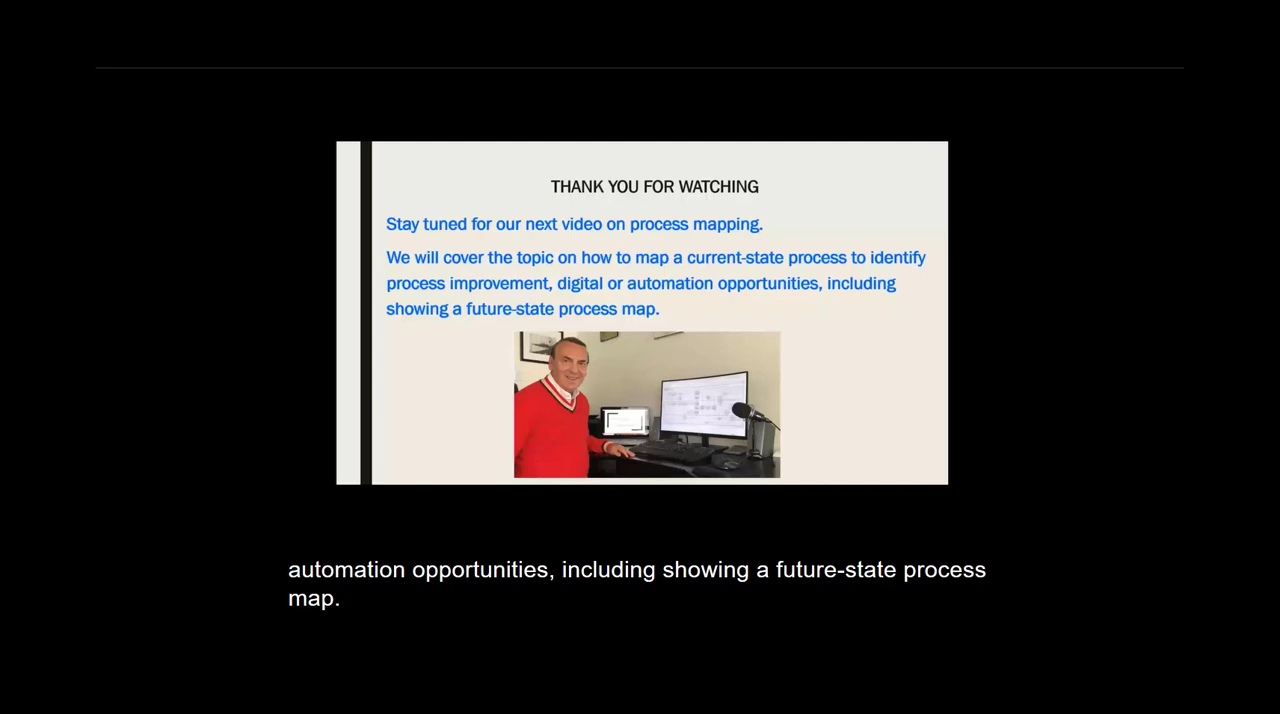 THANK YOU FOR WATCHING
Stay tuned for our next video on process mapping.
We will cover the topic on how to map a current-state process to identify
process improvement, digital or automation opportunities, including
showing a future-state process map.
automation opportunities, including showing a future-state process
map.